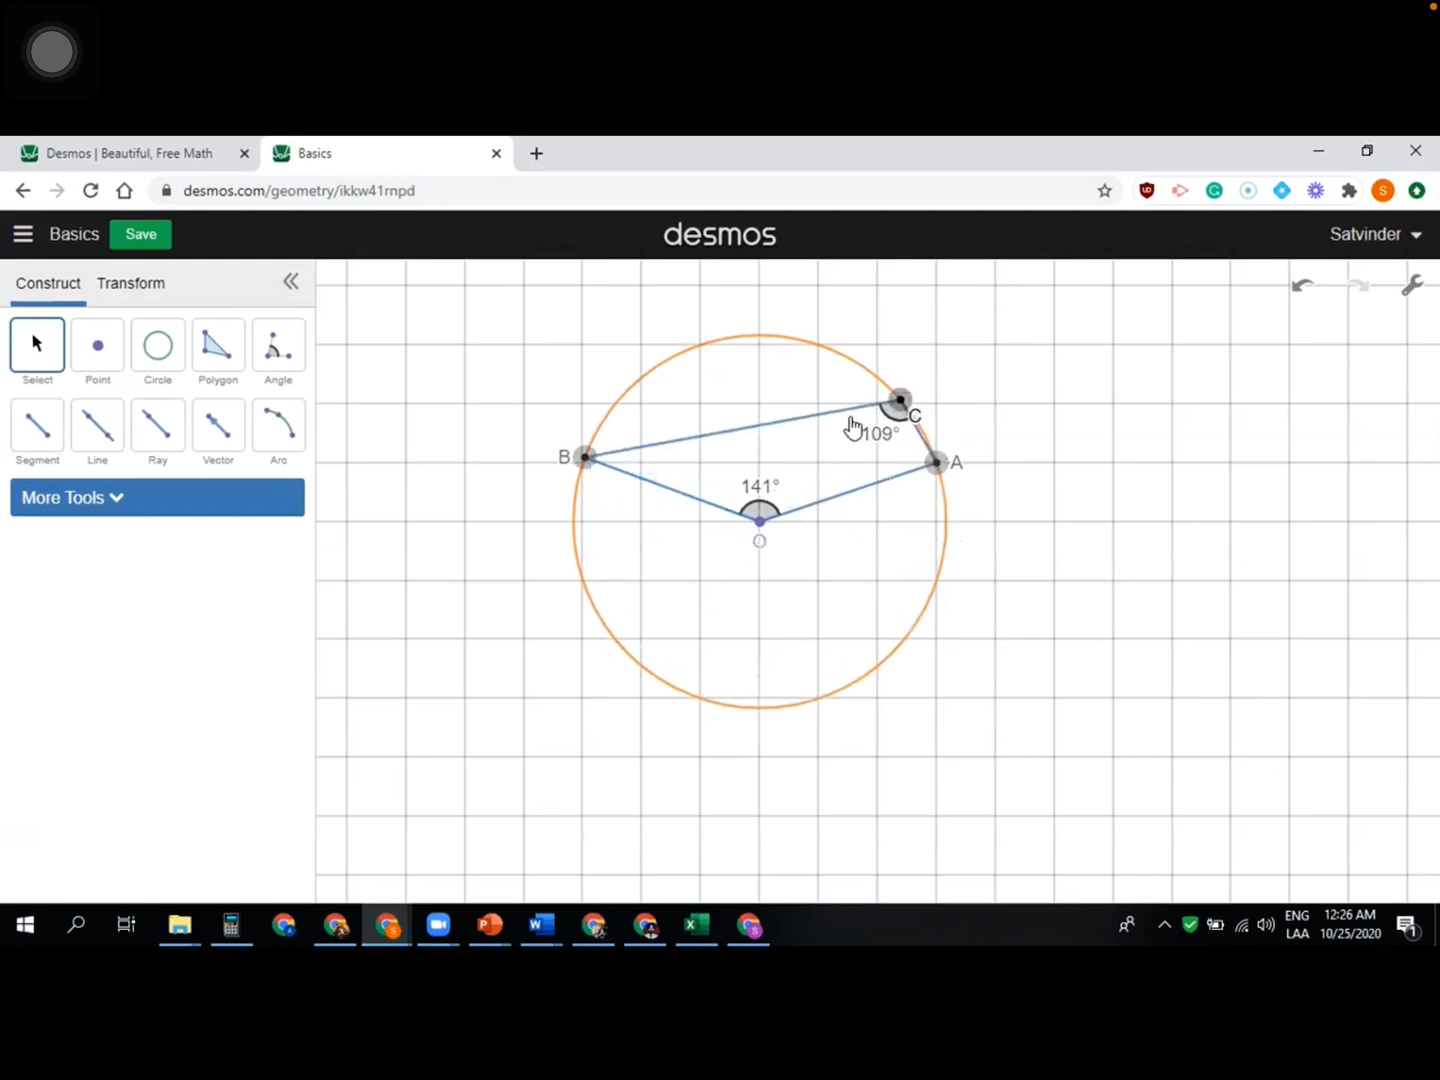 Desmos | Beautiful, Free Math
Basics
desmos.com/geometry/ikkw41rnpd
Basics
Save
desmos
Satvinder
Construct
Transform
Select
Point
Circle
Polygon
Angle
Segment
Line
Ray
Vector
Arc
More Tools
C
109°
B
A
141°
O
ENG
LAA
12:26 AM
10/25/2020
1
S